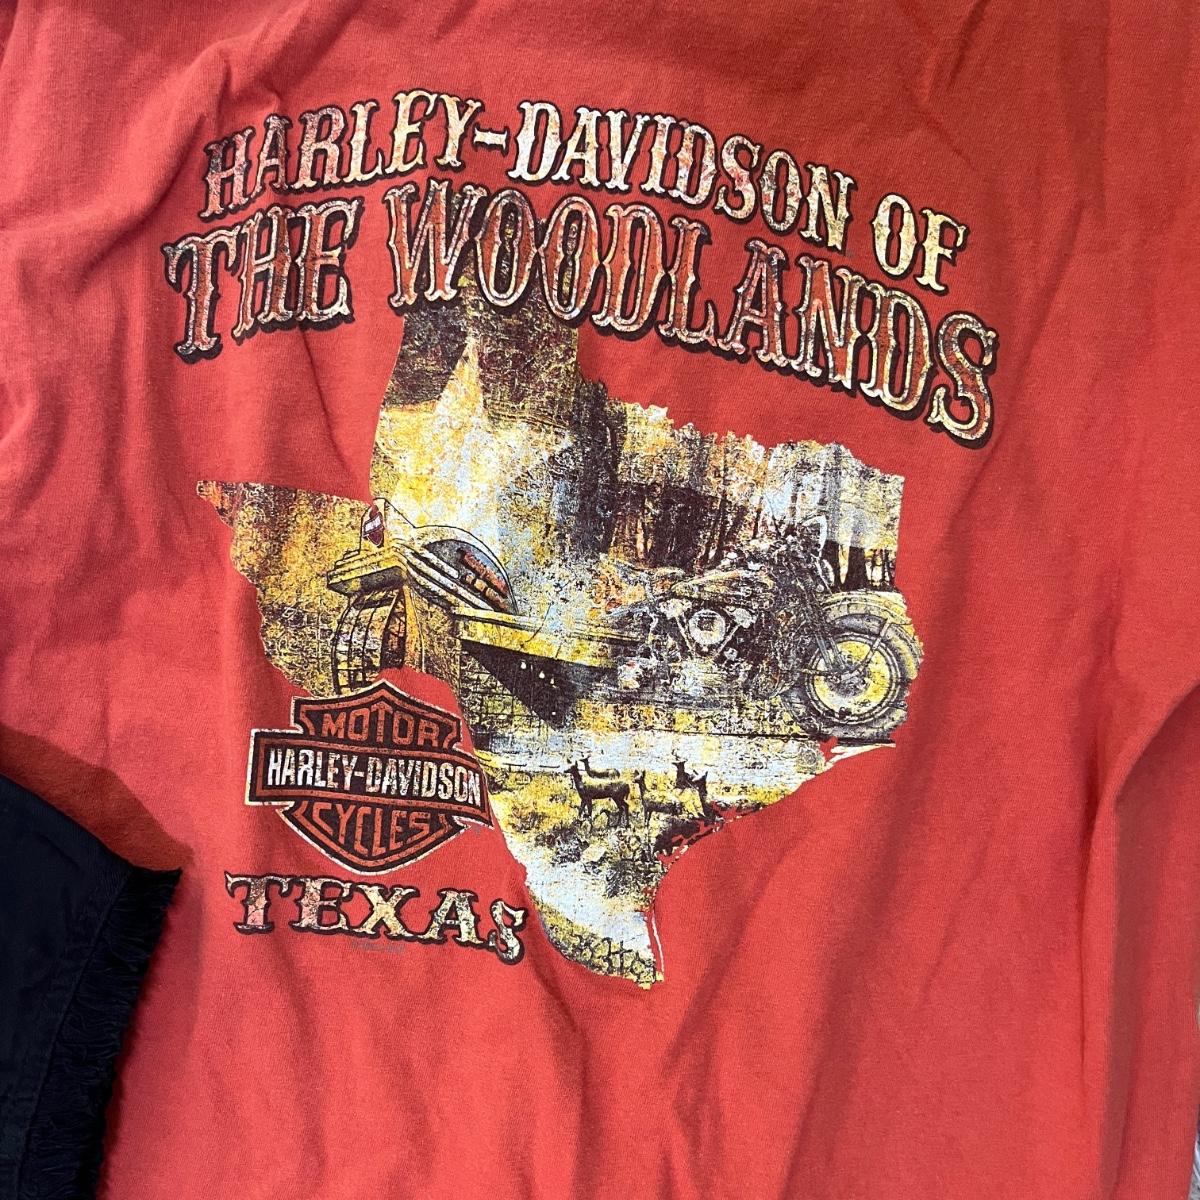 HARLEY-DAVIDSON OF
THE WOODLANDS
MOTOR
HARLEY-DAVIDSON
CYCLES
TEXAS